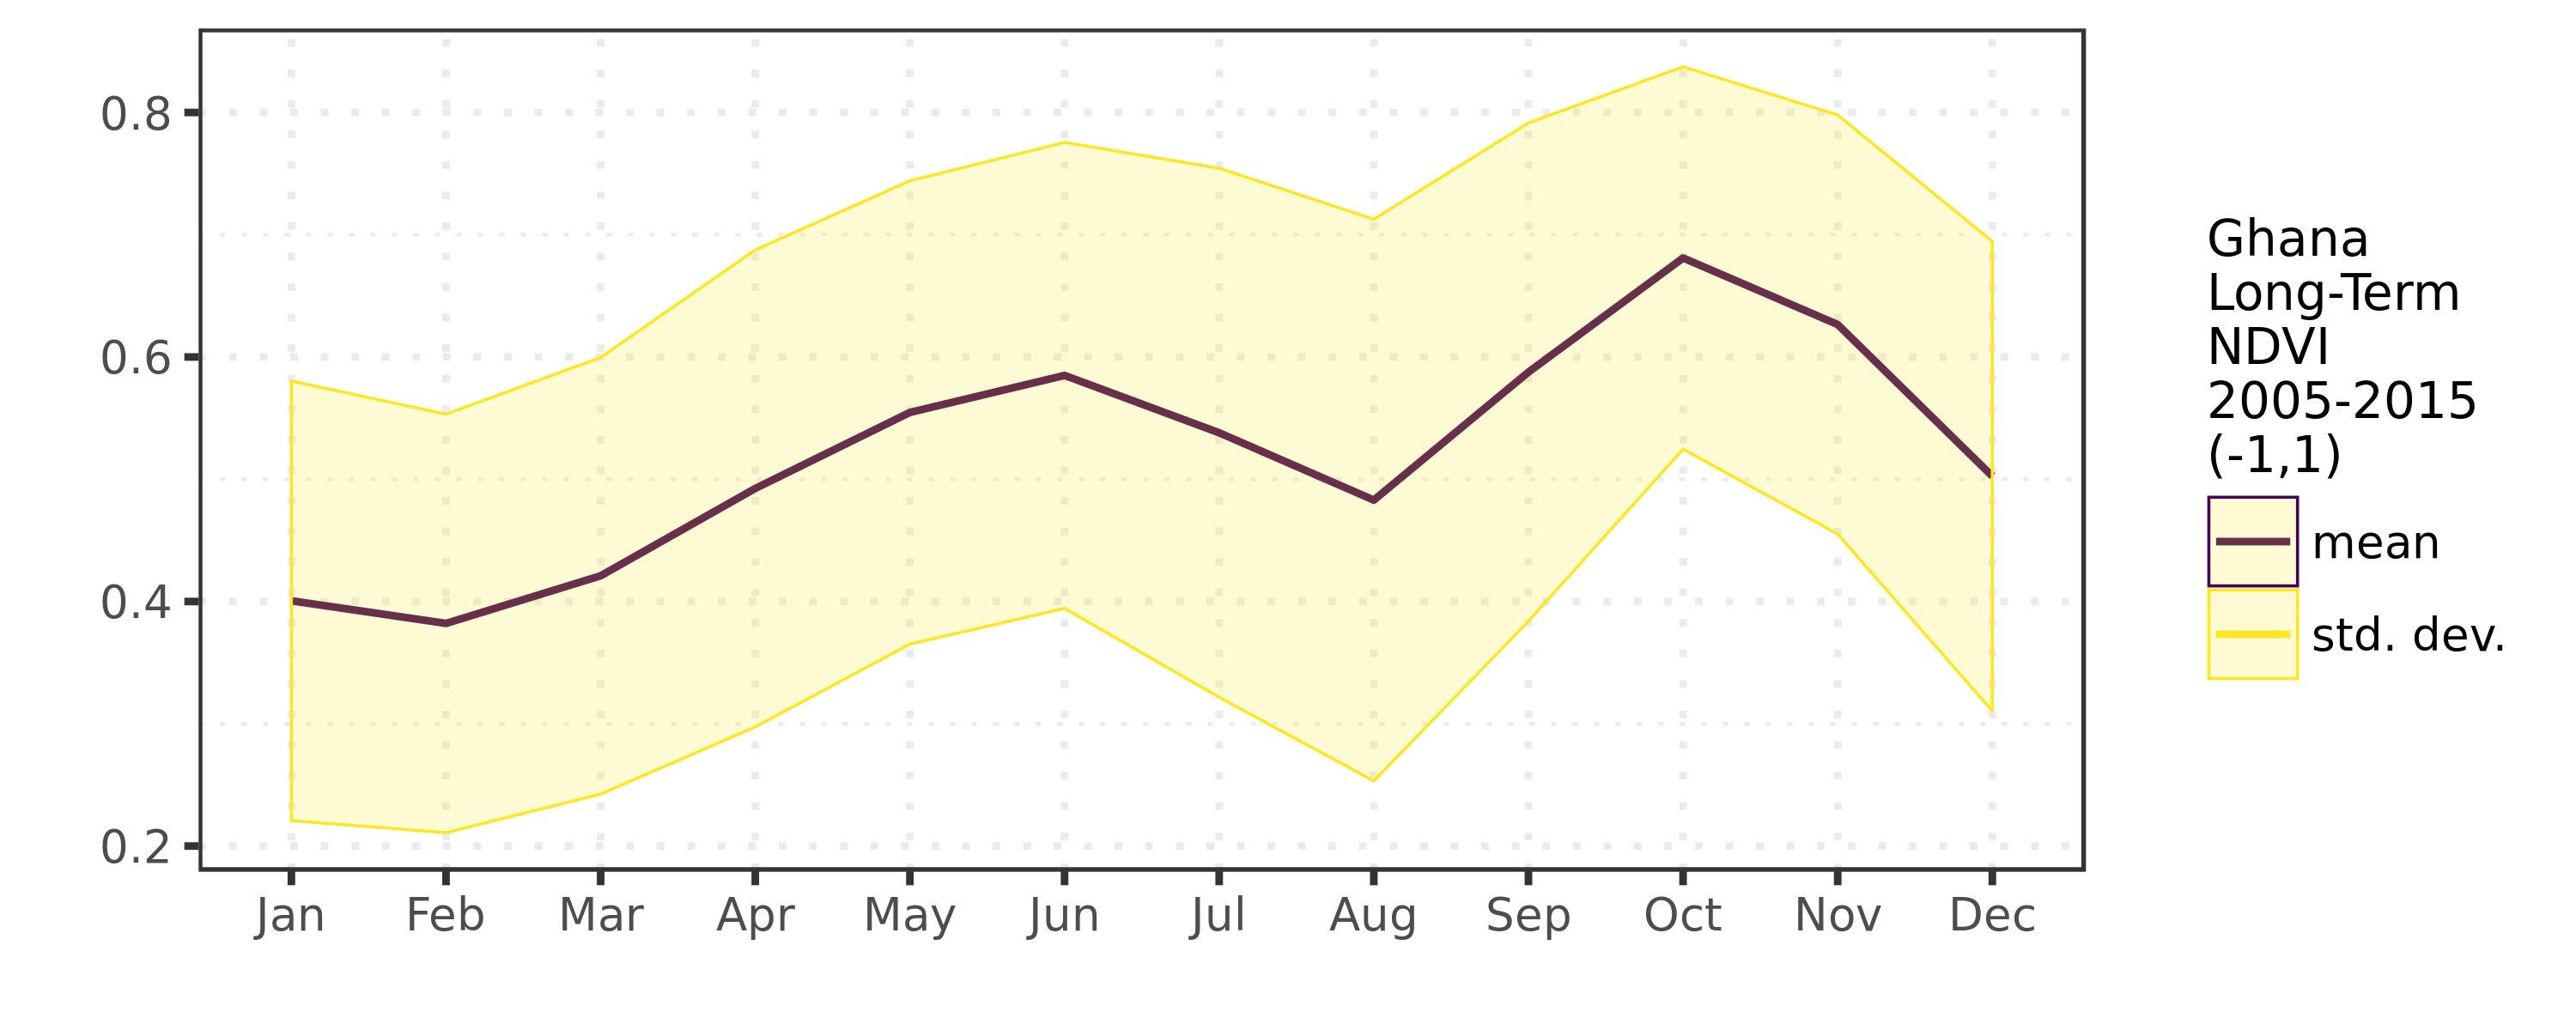 0.8
0.6
0.4
0.2
Jan Feb Mar Apr May Jun Jul Aug Sep Oct Nov Dec
Ghana
Long-Term
NDVI
2005-2015
(-1,1)
mean
std. dev.